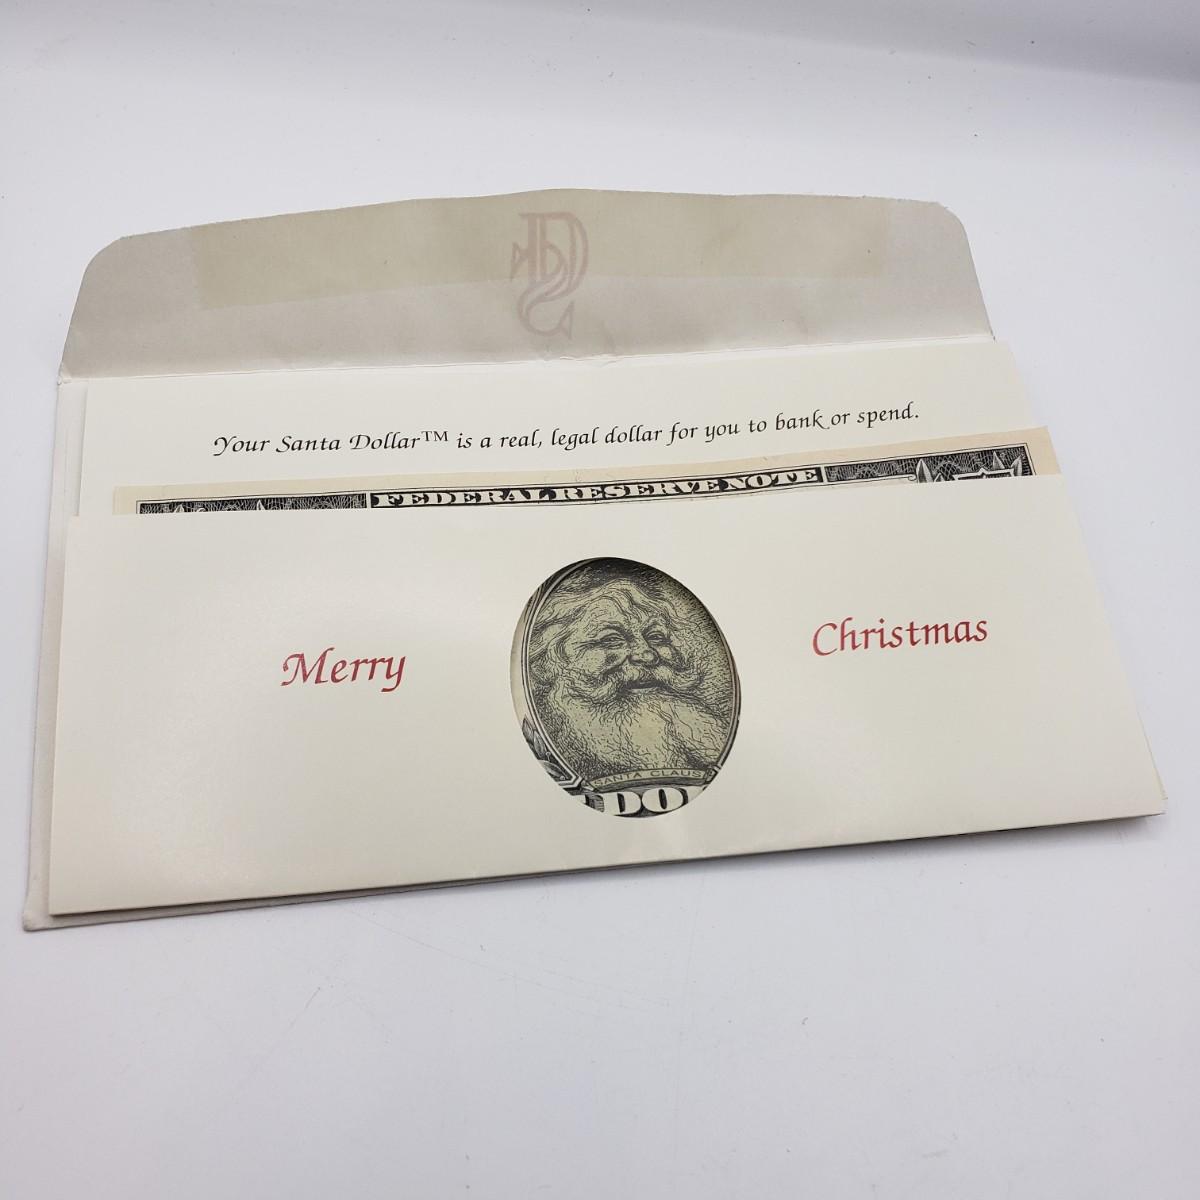 Your Santa Dollar™ is a real, legal dollar for you to bank or spend.
FEDERAL RESERVE NOTE
Merry Christmas
SANTA CLAUS